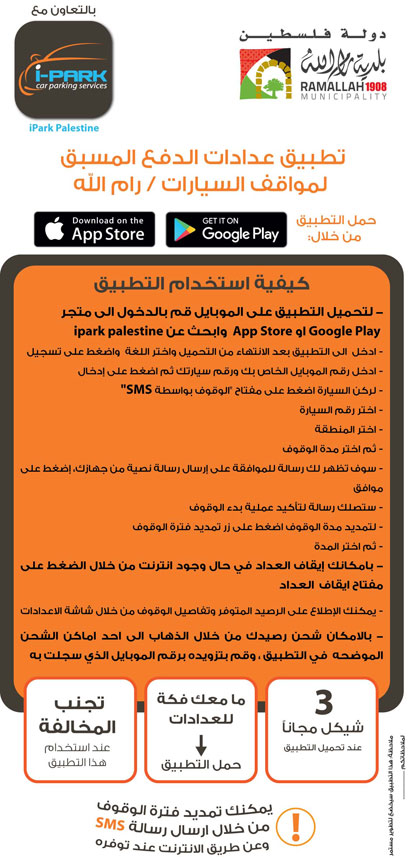 بالتعاون مع
i-PARK
car parking services
iPark Palestine
دولة فلسطين
بلدية رام الله
RAMALLAH 1908
MUNICIPALITY
تطبيق عدادات الدفع المسبق
لمواقف السيارات / رام الله
حمل التطبيق
من خلال:
GET IT ON
Google Play
Download on the
App Store
كيفية استخدام التطبيق
– لتحميل التطبيق على الموبايل قم بالدخول الى متجر
Google Play او App Store وابحث عن ipark palestine
- ادخل الى التطبيق بعد الانتهاء من التحميل واختر اللغة واضغط على تسجيل
- ادخل رقم الموبايل الخاص بك ورقم سيارتك ثم اضغط على إدخال
- لركن السيارة اضغط على مفتاح "الوقوف بواسطة SMS"
- اختر رقم السيارة
- اختر المنطقة
- ثم اختر مدة الوقوف
- سوف تظهر لك رسالة للموافقة على إرسال رسالة نصية من جهازك، إضغط على
موافق
- ستصلك رسالة لتأكيد عملية بدء الوقوف
- لتمديد مدة الوقوف اضغط على زر تمديد فترة الوقوف
- ثم اختر المدة
– بامكانك إيقاف العداد في حال وجود انترنت من خلال الضغط على
مفتاح ايقاف العداد
- يمكنك الإطلاع على الرصيد المتوفر وتفاصيل الوقوف من خلال شاشة الاعدادات
– بالامكان شحن رصيدك من خلال الذهاب الى احد اماكن الشحن
الموضحه في التطبيق ، وقم بتزويده برقم الموبايل الذي سجلت به
3
شيكل مجاناً
عند تحميل التطبيق
ما معك فكة
للعدادات
حمل التطبيق
تجنب
المخالفة
عند استخدام
هذا التطبيق
يمكنك تمديد فترة الوقوف
من خلال ارسال رسالة SMS
وعن طريق الانترنت عند توفره
ملاحظة: هذا التطبيق سيخضع لتطوير مستمر